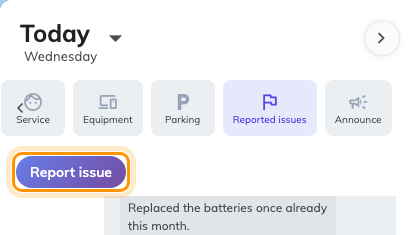 Today
Wednesday
Service
Equipment
P
Parking
Reported issues
Announce
Report issue
Replaced the batteries once already
this month.